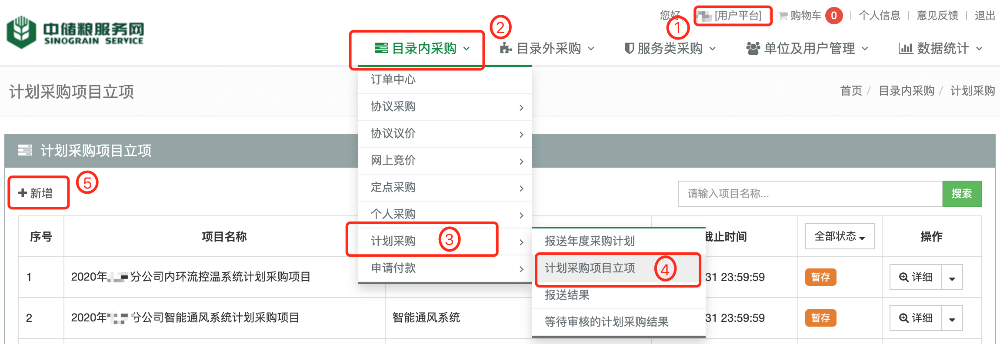 您好, [用户平台] 购物车 0 | 个人信息 | 意见反馈 | 退出
①
②
中储粮服务网
SINOGRAIN SERVICE
目录内采购 目录外采购 服务类采购 单位及用户管理 数据统计
计划采购项目立项
首页 / 目录内采购 / 计划采购
订单中心
协议采购
协议议价
网上竞价
定点采购
个人采购
计划采购 ③
申请付款
报送年度采购计划
计划采购项目立项 ④
报送结果
等待审核的计划采购结果
计划采购项目立项
新增 ⑤
请输入项目名称... 搜索
序号 项目名称 截止时间 全部状态 操作
1 2020年 分公司内环流控温系统计划采购项目 31 23:59:59 暂存 详细
2 2020年 分公司智能通风系统计划采购项目 智能通风系统 31 23:59:59 暂存 详细